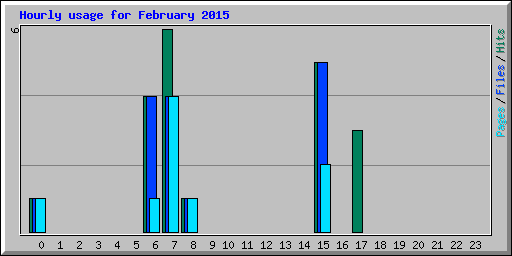 Hourly usage for February 2015
6
Pages/Files/Hits
0 1 2 3 4 5 6 7 8 9 10 11 12 13 14 15 16 17 18 19 20 21 22 23